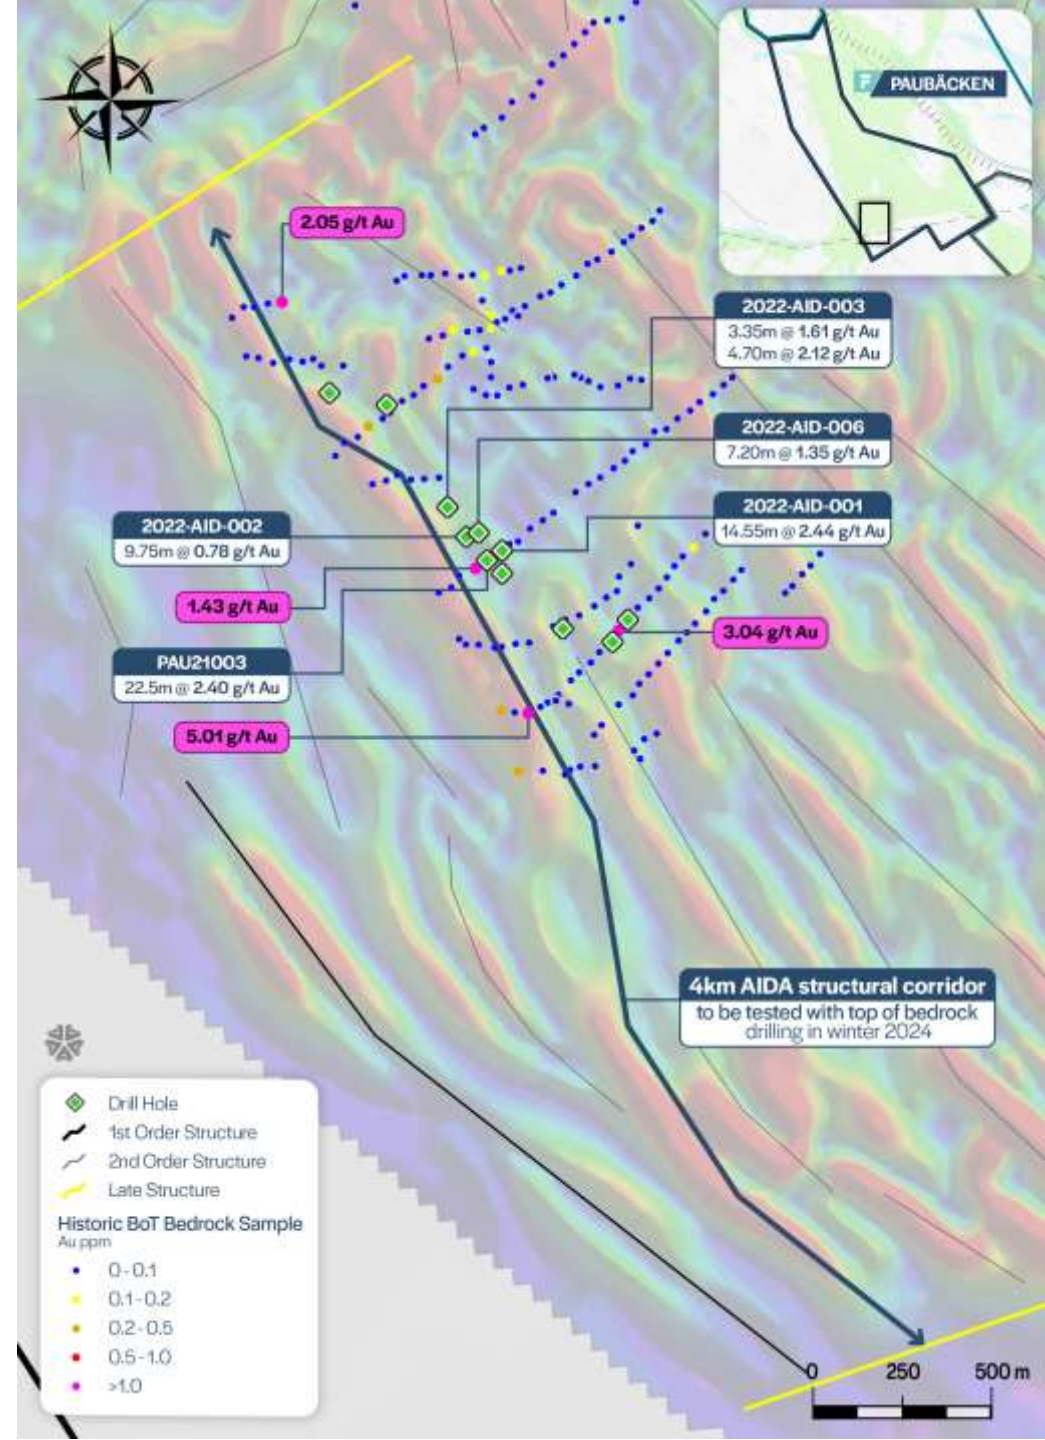 PAUBÄCKEN
2.05 g/t Au
2022-AID-003
3.35m @ 1.61 g/t Au
4.70m @ 2.12 g/t Au
2022-AID-006
7.20m @ 1.35 g/t Au
2022-AID-001
14.55m @ 2.44 g/t Au
2022-AID-002
9.75m @ 0.78 g/t Au
1.43 g/t Au
3.04 g/t Au
PAU21003
22.5m @ 2.40 g/t Au
5.01 g/t Au
4km AIDA structural corridor
to be tested with top of bedrock
drilling in winter 2024
Drill Hole
1st Order Structure
2nd Order Structure
Late Structure
Historic BoT Bedrock Sample
Au ppm
0-0.1
0.1-0.2
0.2-0.5
0.5-1.0
>1.0
0 250 500 m